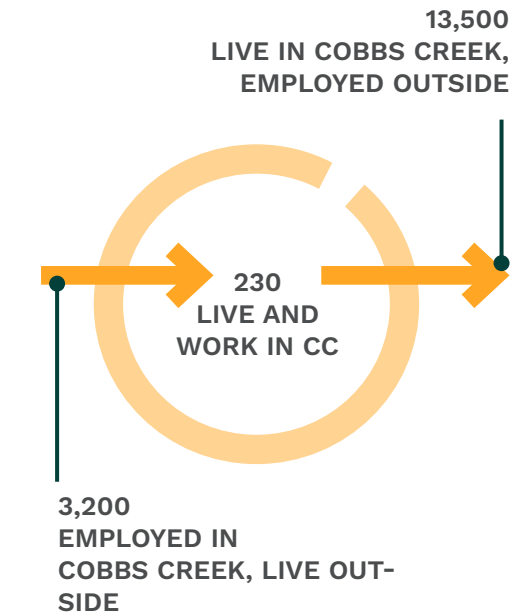 13,500
LIVE IN COBBS CREEK,
EMPLOYED OUTSIDE
230
LIVE AND
WORK IN CC
3,200
EMPLOYED IN
COBBS CREEK, LIVE OUT-
SIDE